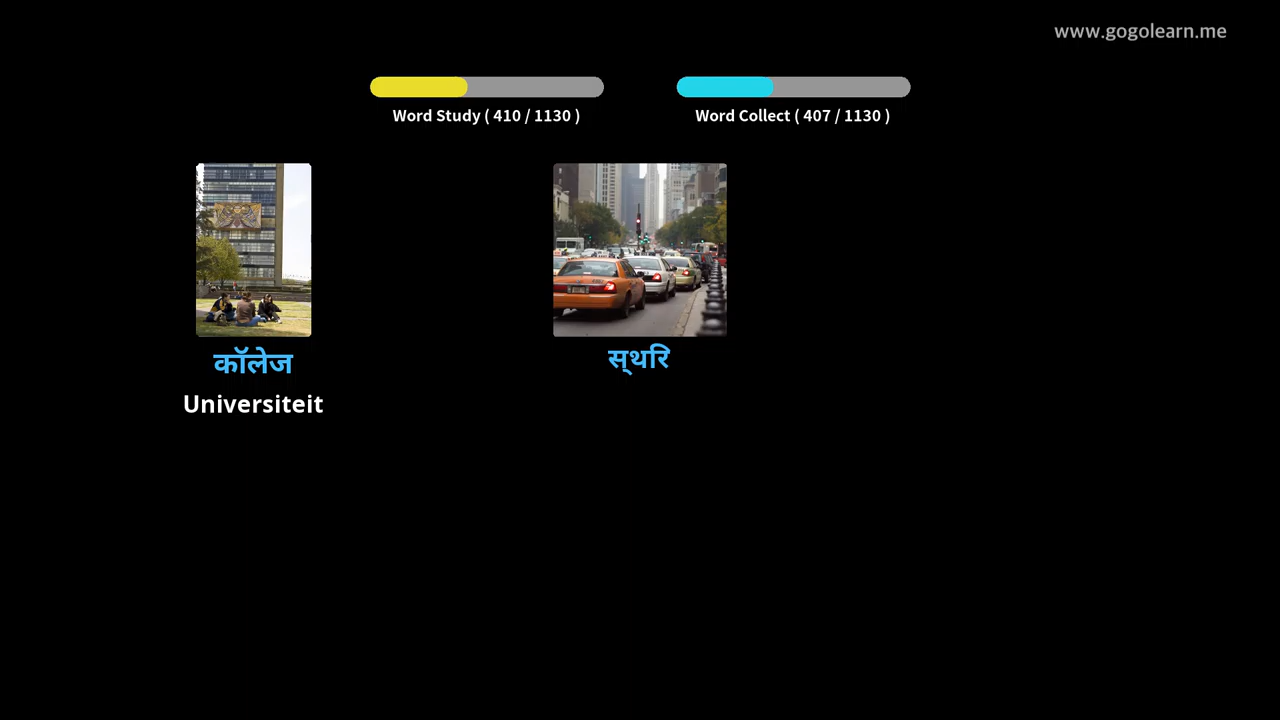 www.gogolearn.me
Word Study ( 410 / 1130 )
Word Collect ( 407 / 1130 )
कॉलेज
Universiteit
स्थरि